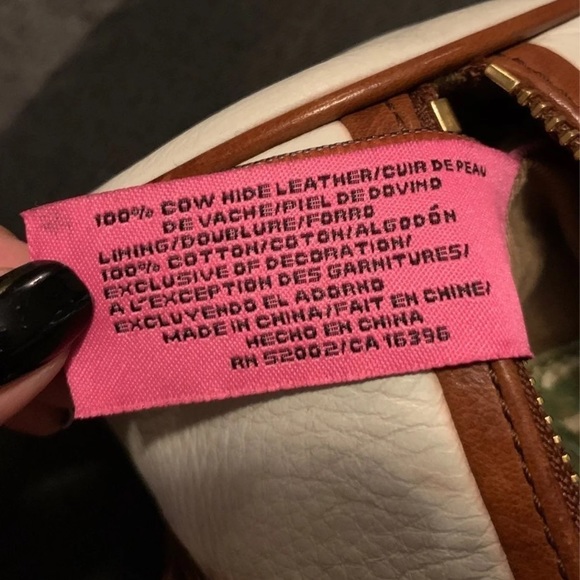 100% COW HIDE LEATHER/CUIR DE PEAU
DE VACHE/PIEL DE DOVINO
LINING/DOUBLURE/FORRO
100% COTTON/COTON/ALGODÓN
EXCLUSIVE OF DECORATION/
A L'EXCEPTION DES GARNITURES/
EXCLUYENDO EL ADORNO
MADE IN CHINA/FAIT EN CHINE/
HECHO EN CHINA
RN 52002/CA 16396